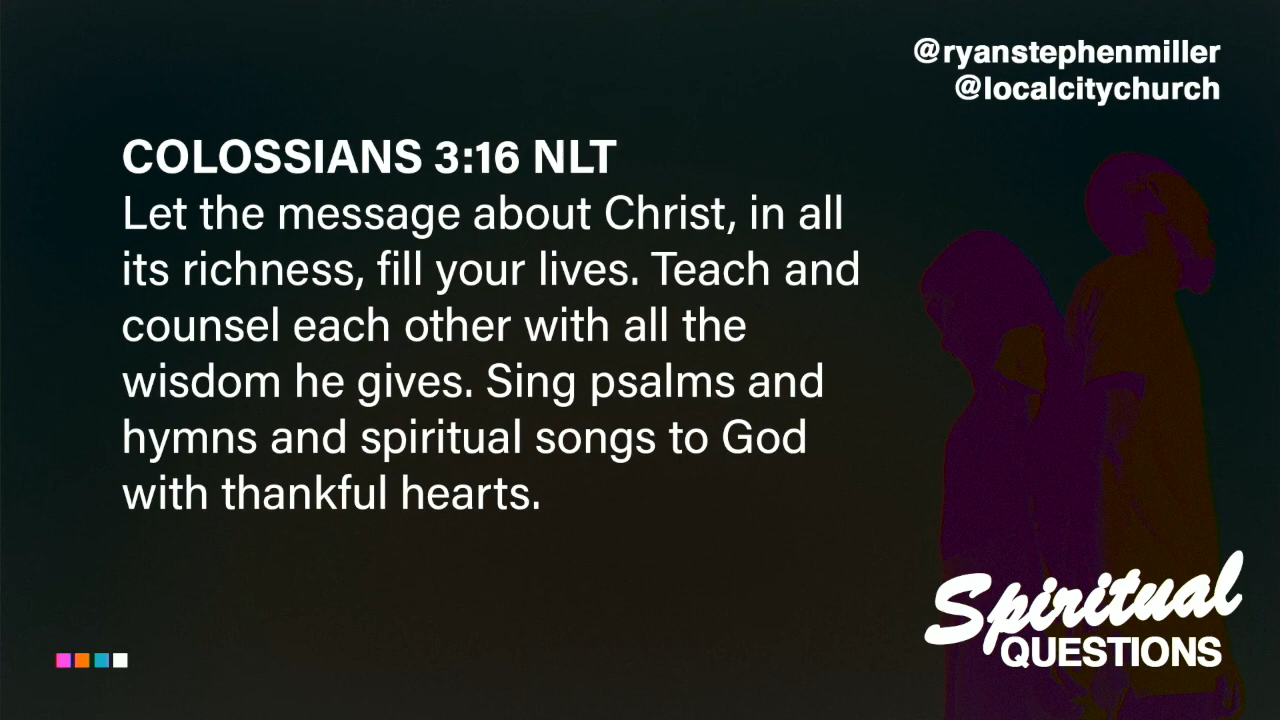 @ryanstephenmiller
@localcitychurch
COLOSSIANS 3:16 NLT
Let the message about Christ, in all
its richness, fill your lives. Teach and
counsel each other with all the
wisdom he gives. Sing psalms and
hymns and spiritual songs to God
with thankful hearts.
Spiritual
QUESTIONS